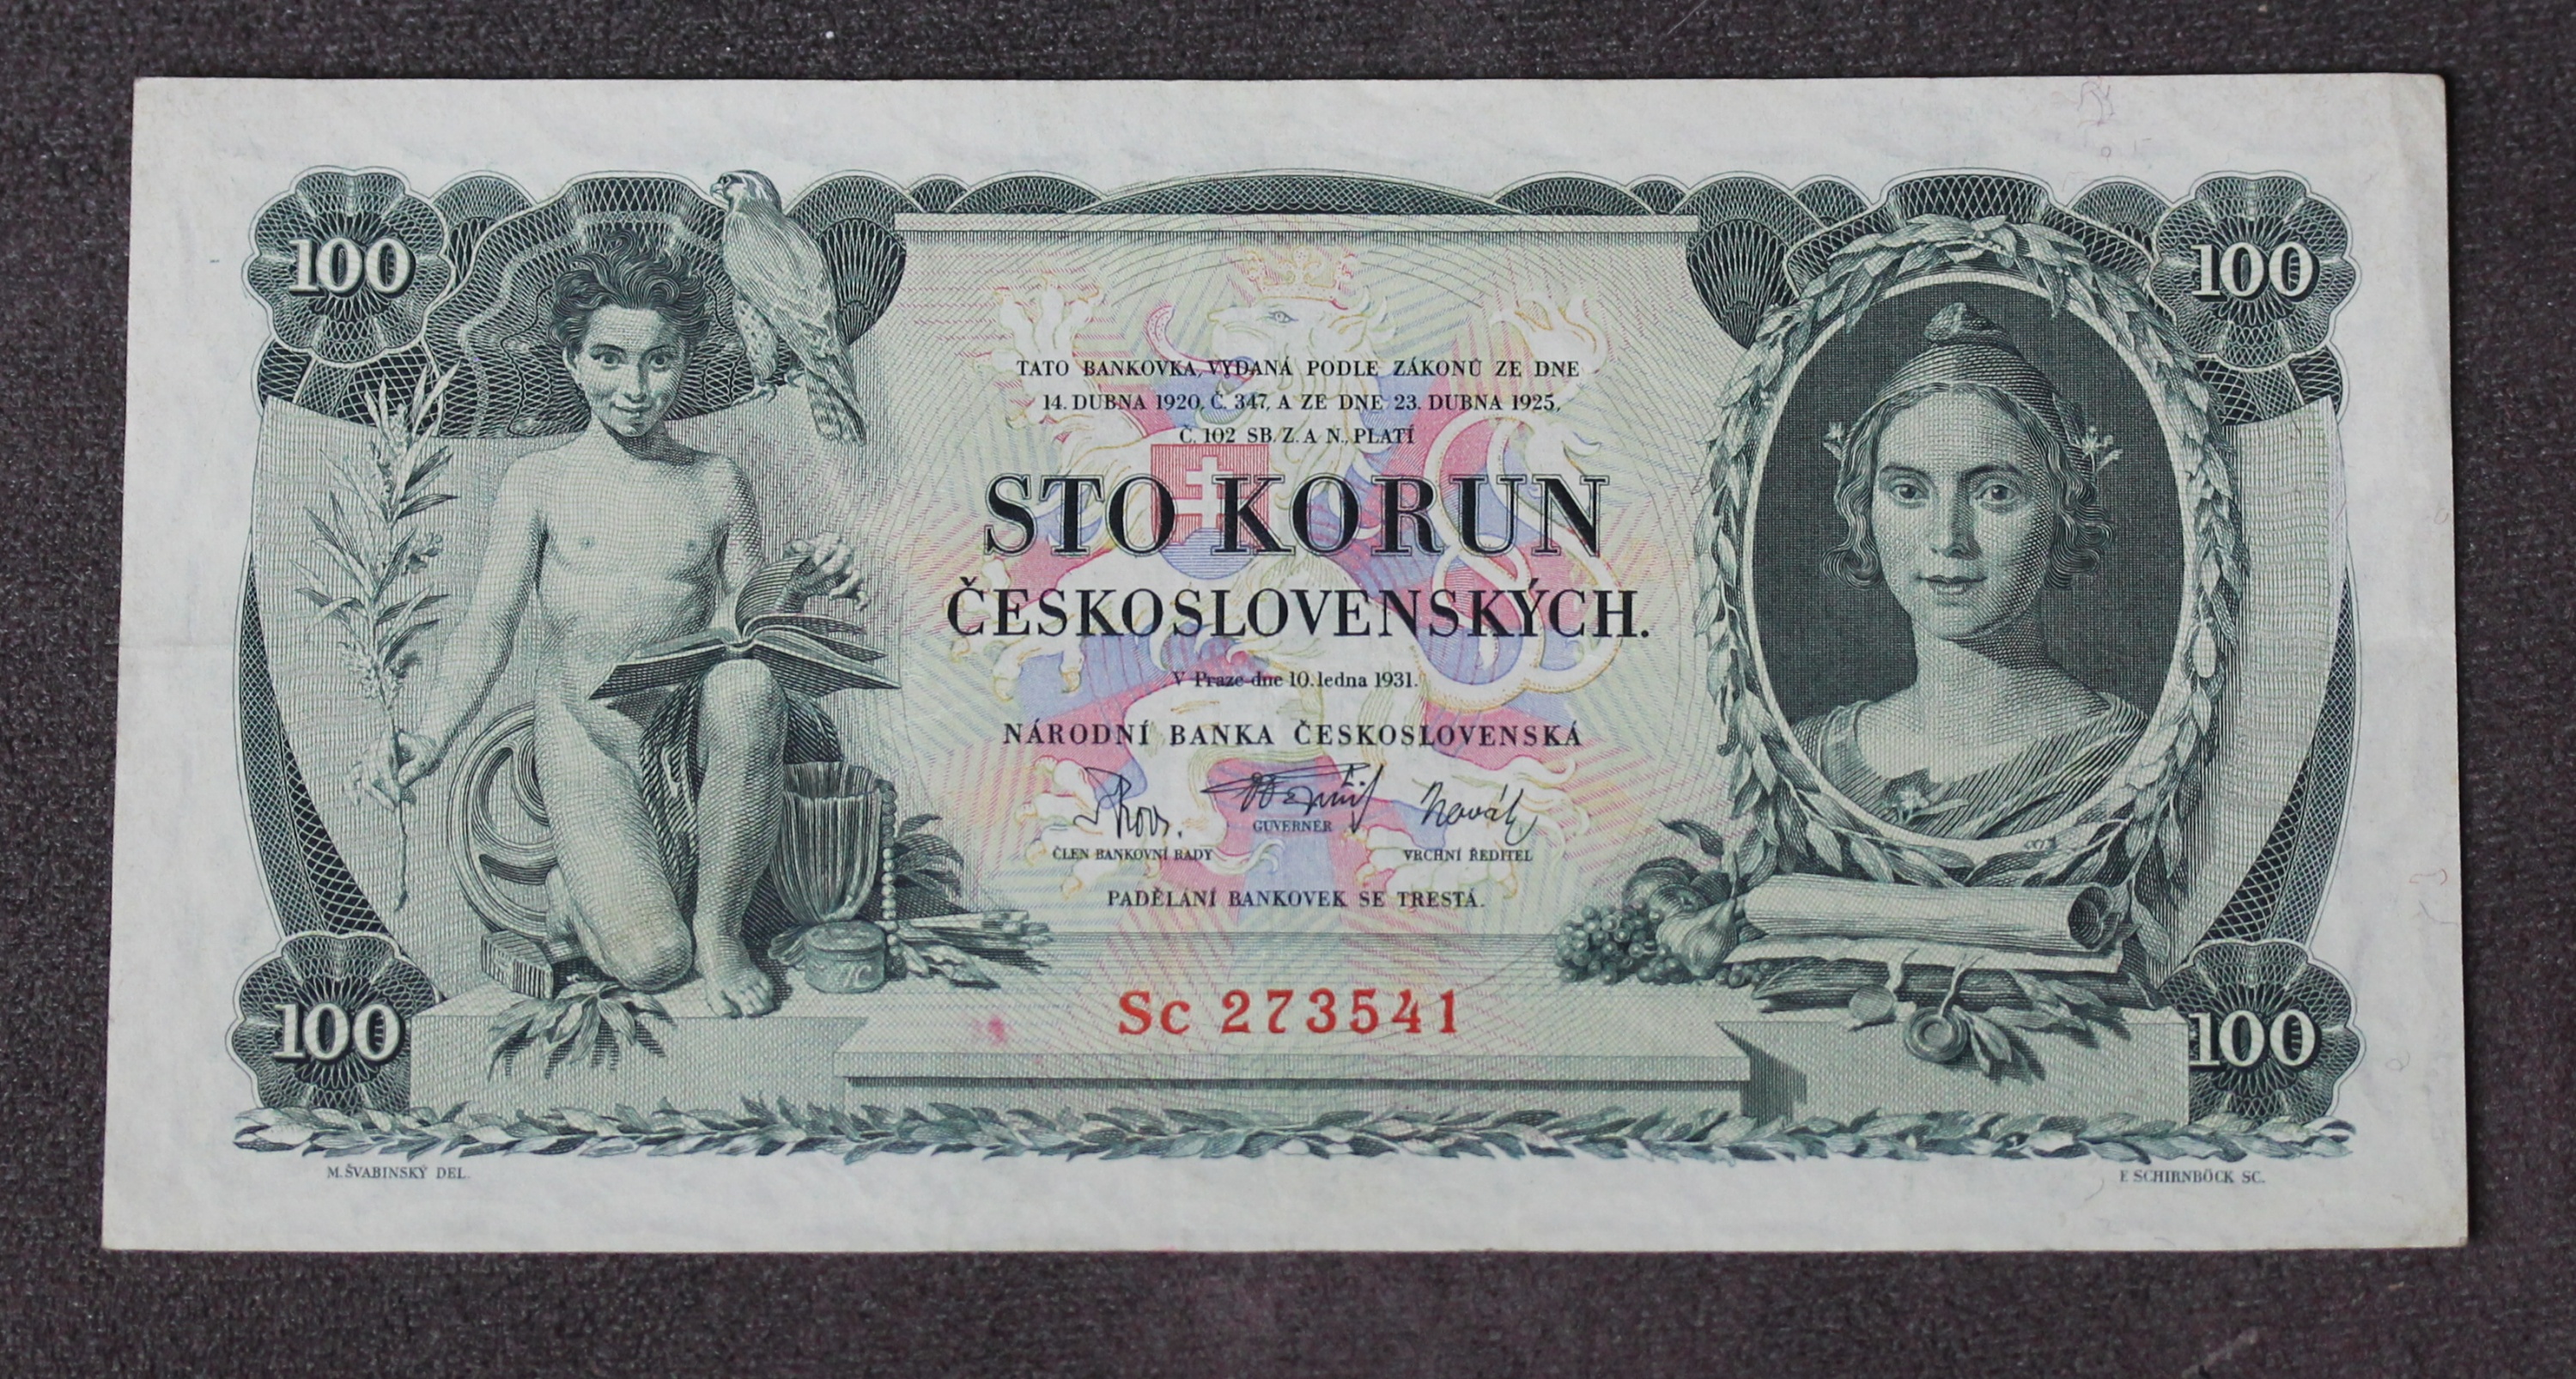 100
100
TATO BANKOVKA, VYDANÁ PODLE ZÁKONŮ ZE DNE
14. DUBNA 1920, Č. 347, A ZE DNE 23. DUBNA 1925,
Č. 102 SB. Z. A N., PLATÍ
STO KORUN
ČESKOSLOVENSKÝCH.
V Praze dne 10. ledna 1931.
NÁRODNÍ BANKA ČESKOSLOVENSKÁ
Novák
GUVERNÉR
ČLEN BANKOVNÍ RADY VRCHNÍ ŘEDITEL
PADĚLÁNÍ BANKOVEK SE TRESTÁ.
Sc 273541
100
100
M. ŠVABINSKÝ DEL.
F. SCHIRNBÖCK SC.